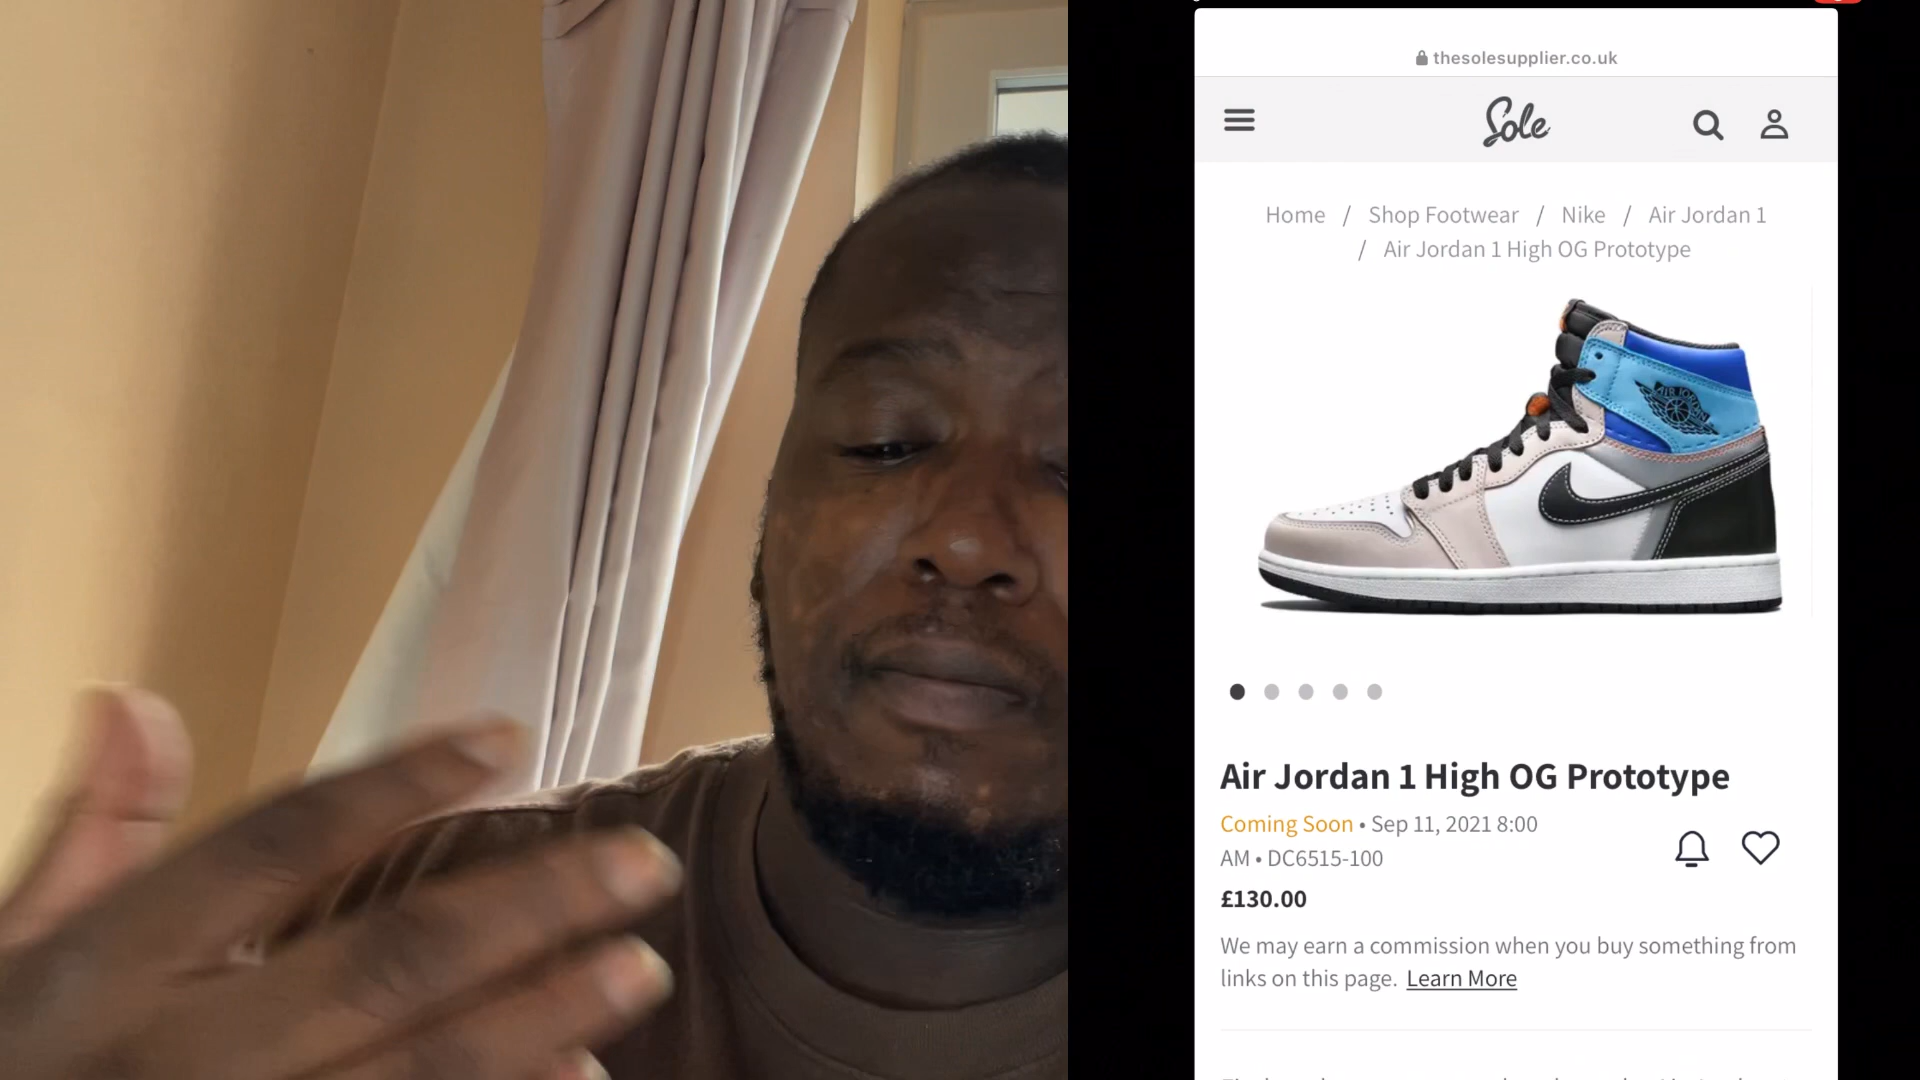 thesolesupplier.co.uk
Sole
Home / Shop Footwear / Nike / Air Jordan 1
/ Air Jordan 1 High OG Prototype
AIR JORDAN
Air Jordan 1 High OG Prototype
Coming Soon • Sep 11, 2021 8:00
AM • DC6515-100
£130.00
We may earn a commission when you buy something from
links on this page. Learn More